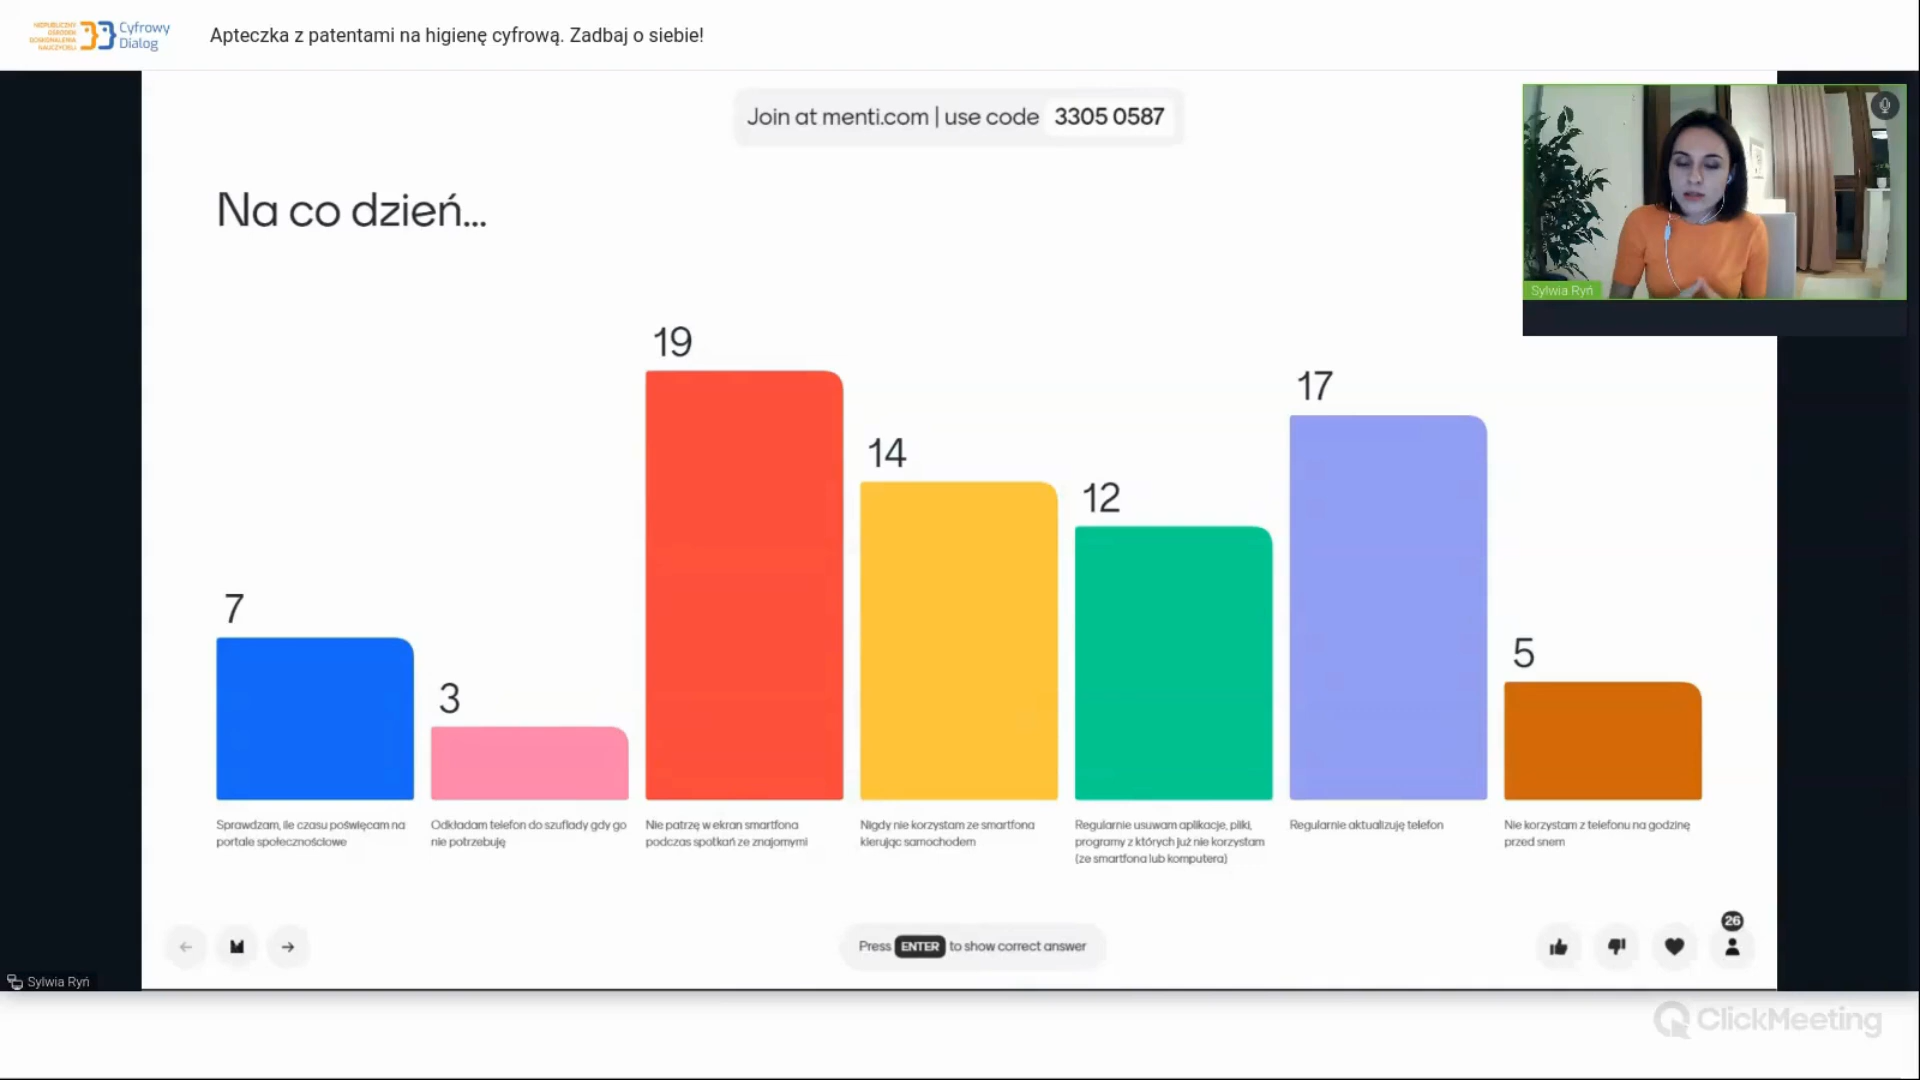 NIEPUBLICZNY
OŚRODEK
DOSKONALENIA
NAUCZYCIELI
Cyfrowy
Dialog
Apteczka z patentami na higienę cyfrową. Zadbaj o siebie!
Join at menti.com | use code 3305 0587
Na co dzień...
Sylwia Ryń
19
17
14
12
7
5
3
Sprawdzam, ile czasu poświęcam na
portale społecznościowe
Odkładam telefon do szuflady gdy go
nie potrzebuję
Nie patrzę w ekran smartfona
podczas spotkań ze znajomymi
Nigdy nie korzystam ze smartfona
kierując samochodem
Regularnie usuwam aplikacje, pliki,
programy z których już nie korzystam
(ze smartfona lub komputera)
Regularnie aktualizuję telefon
Nie korzystam z telefonu na godzinę
przed snem
Press ENTER to show correct answer
26
Sylwia Ryń
ClickMeeting